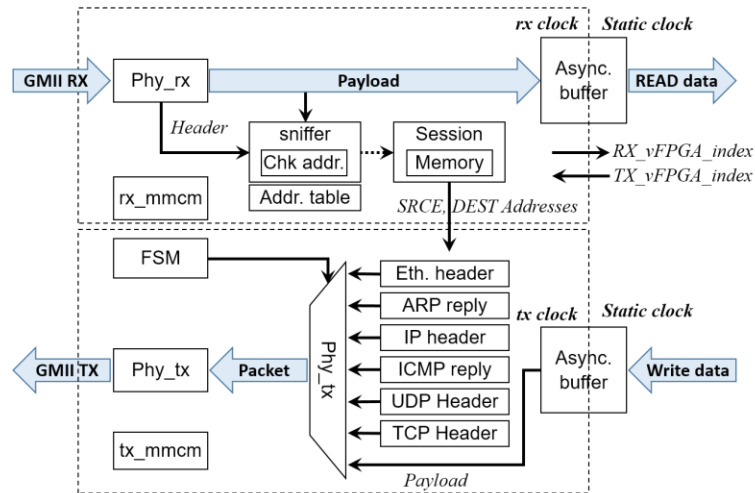 rx clock
Static clock
GMII RX
Phy_rx
Payload
Async.
buffer
READ data
Header
sniffer
Chk addr.
Addr. table
Session
Memory
RX_vFPGA_index
TX_vFPGA_index
rx_mmcm
SRCE, DEST Addresses
FSM
Eth. header
ARP reply
IP header
ICMP reply
UDP Header
TCP Header
tx clock
Static clock
GMII TX
Phy_tx
Packet
Phy_tx
Async.
buffer
Write data
tx_mmcm
Payload